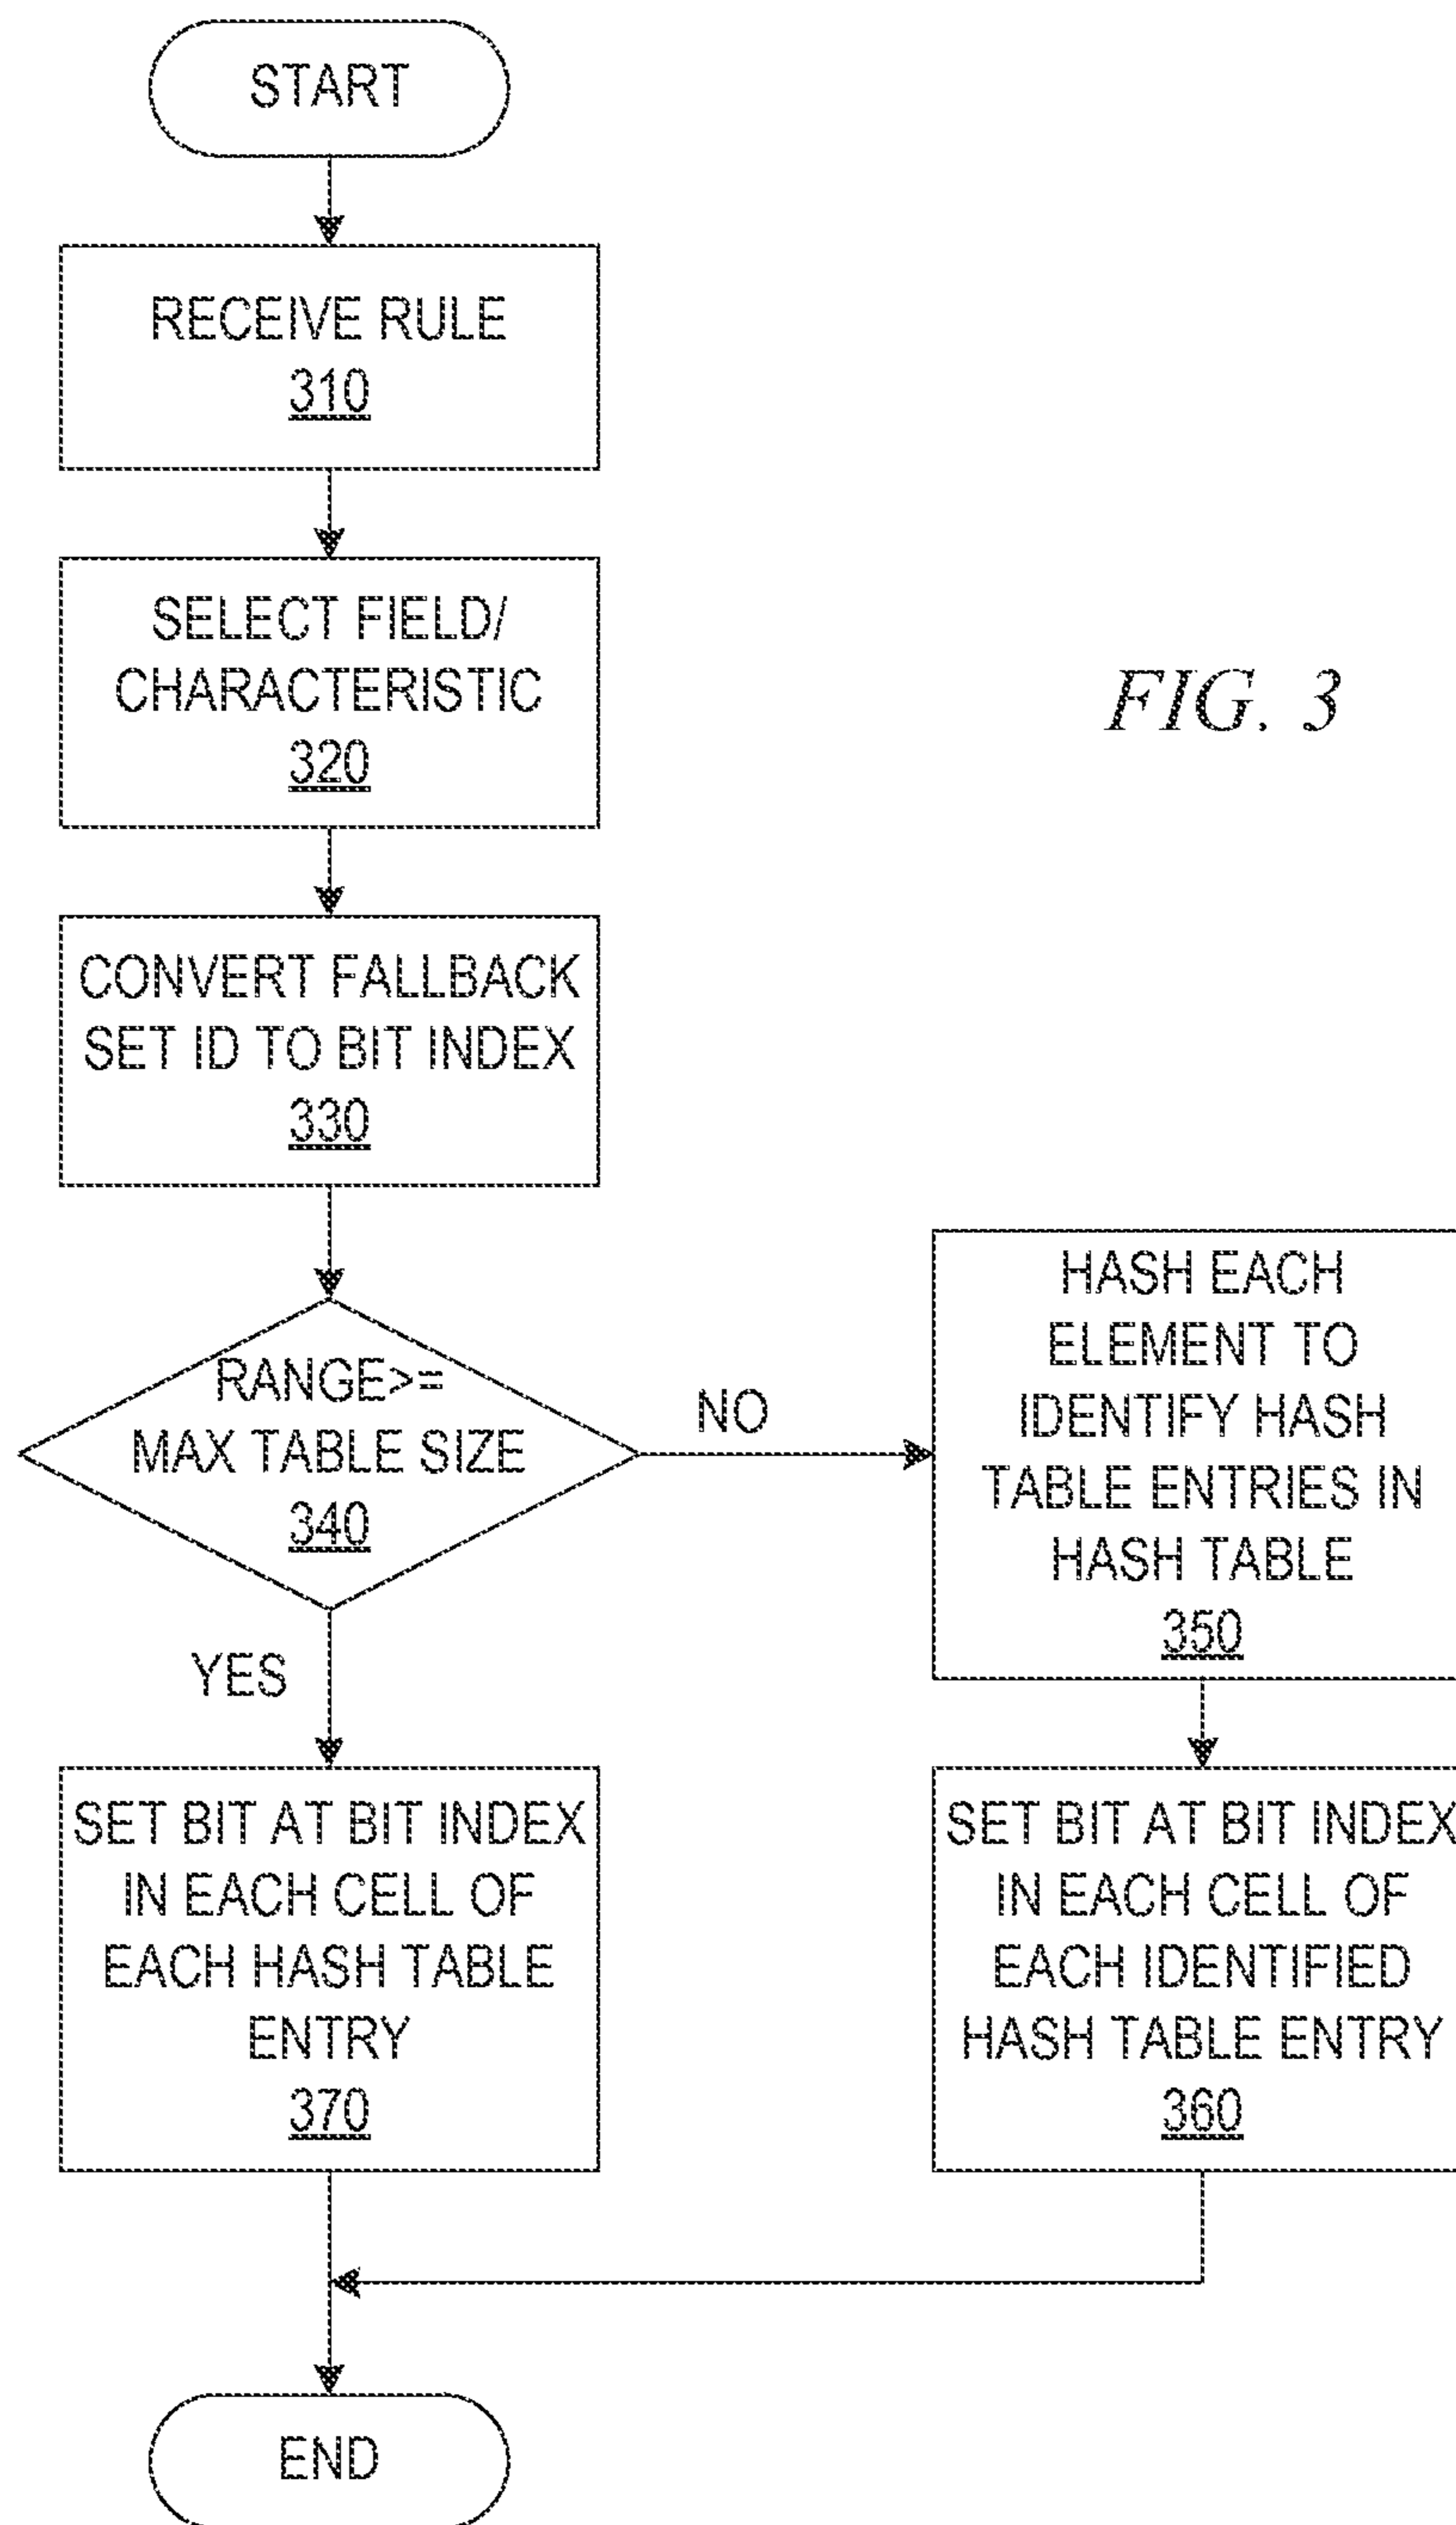 START
RECEIVE RULE
310
SELECT FIELD/
CHARACTERISTIC
320
FIG. 3
CONVERT FALLBACK
SET ID TO BIT INDEX
330
RANGE>=
MAX TABLE SIZE
340
NO
YES
HASH EACH
ELEMENT TO
IDENTIFY HASH
TABLE ENTRIES IN
HASH TABLE
350
SET BIT AT BIT INDEX
IN EACH CELL OF
EACH HASH TABLE
ENTRY
370
SET BIT AT BIT INDEX
IN EACH CELL OF
EACH IDENTIFIED
HASH TABLE ENTRY
360
END